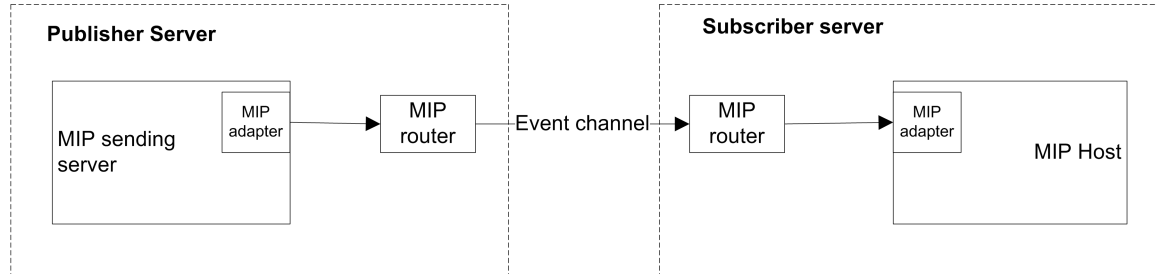 Publisher Server
Subscriber server
MIP sending
server
MIP
adapter
MIP
router
Event channel
MIP
router
MIP
adapter
MIP Host